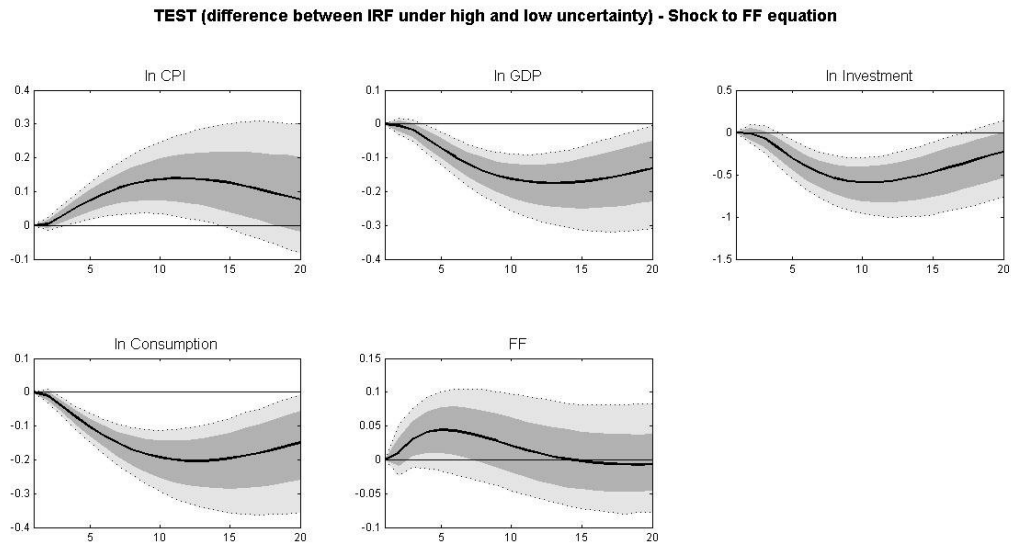 TEST (difference between IRF under high and low uncertainty) - Shock to FF equation
ln CPI
0.4
0.3
0.2
0.1
0
-0.1
5 10 15 20
ln GDP
0.1
0
-0.1
-0.2
-0.3
-0.4
5 10 15 20
ln Investment
0.5
0
-0.5
-1
-1.5
5 10 15 20
ln Consumption
0.1
0
-0.1
-0.2
-0.3
-0.4
5 10 15 20
FF
0.15
0.1
0.05
0
-0.05
-0.1
5 10 15 20